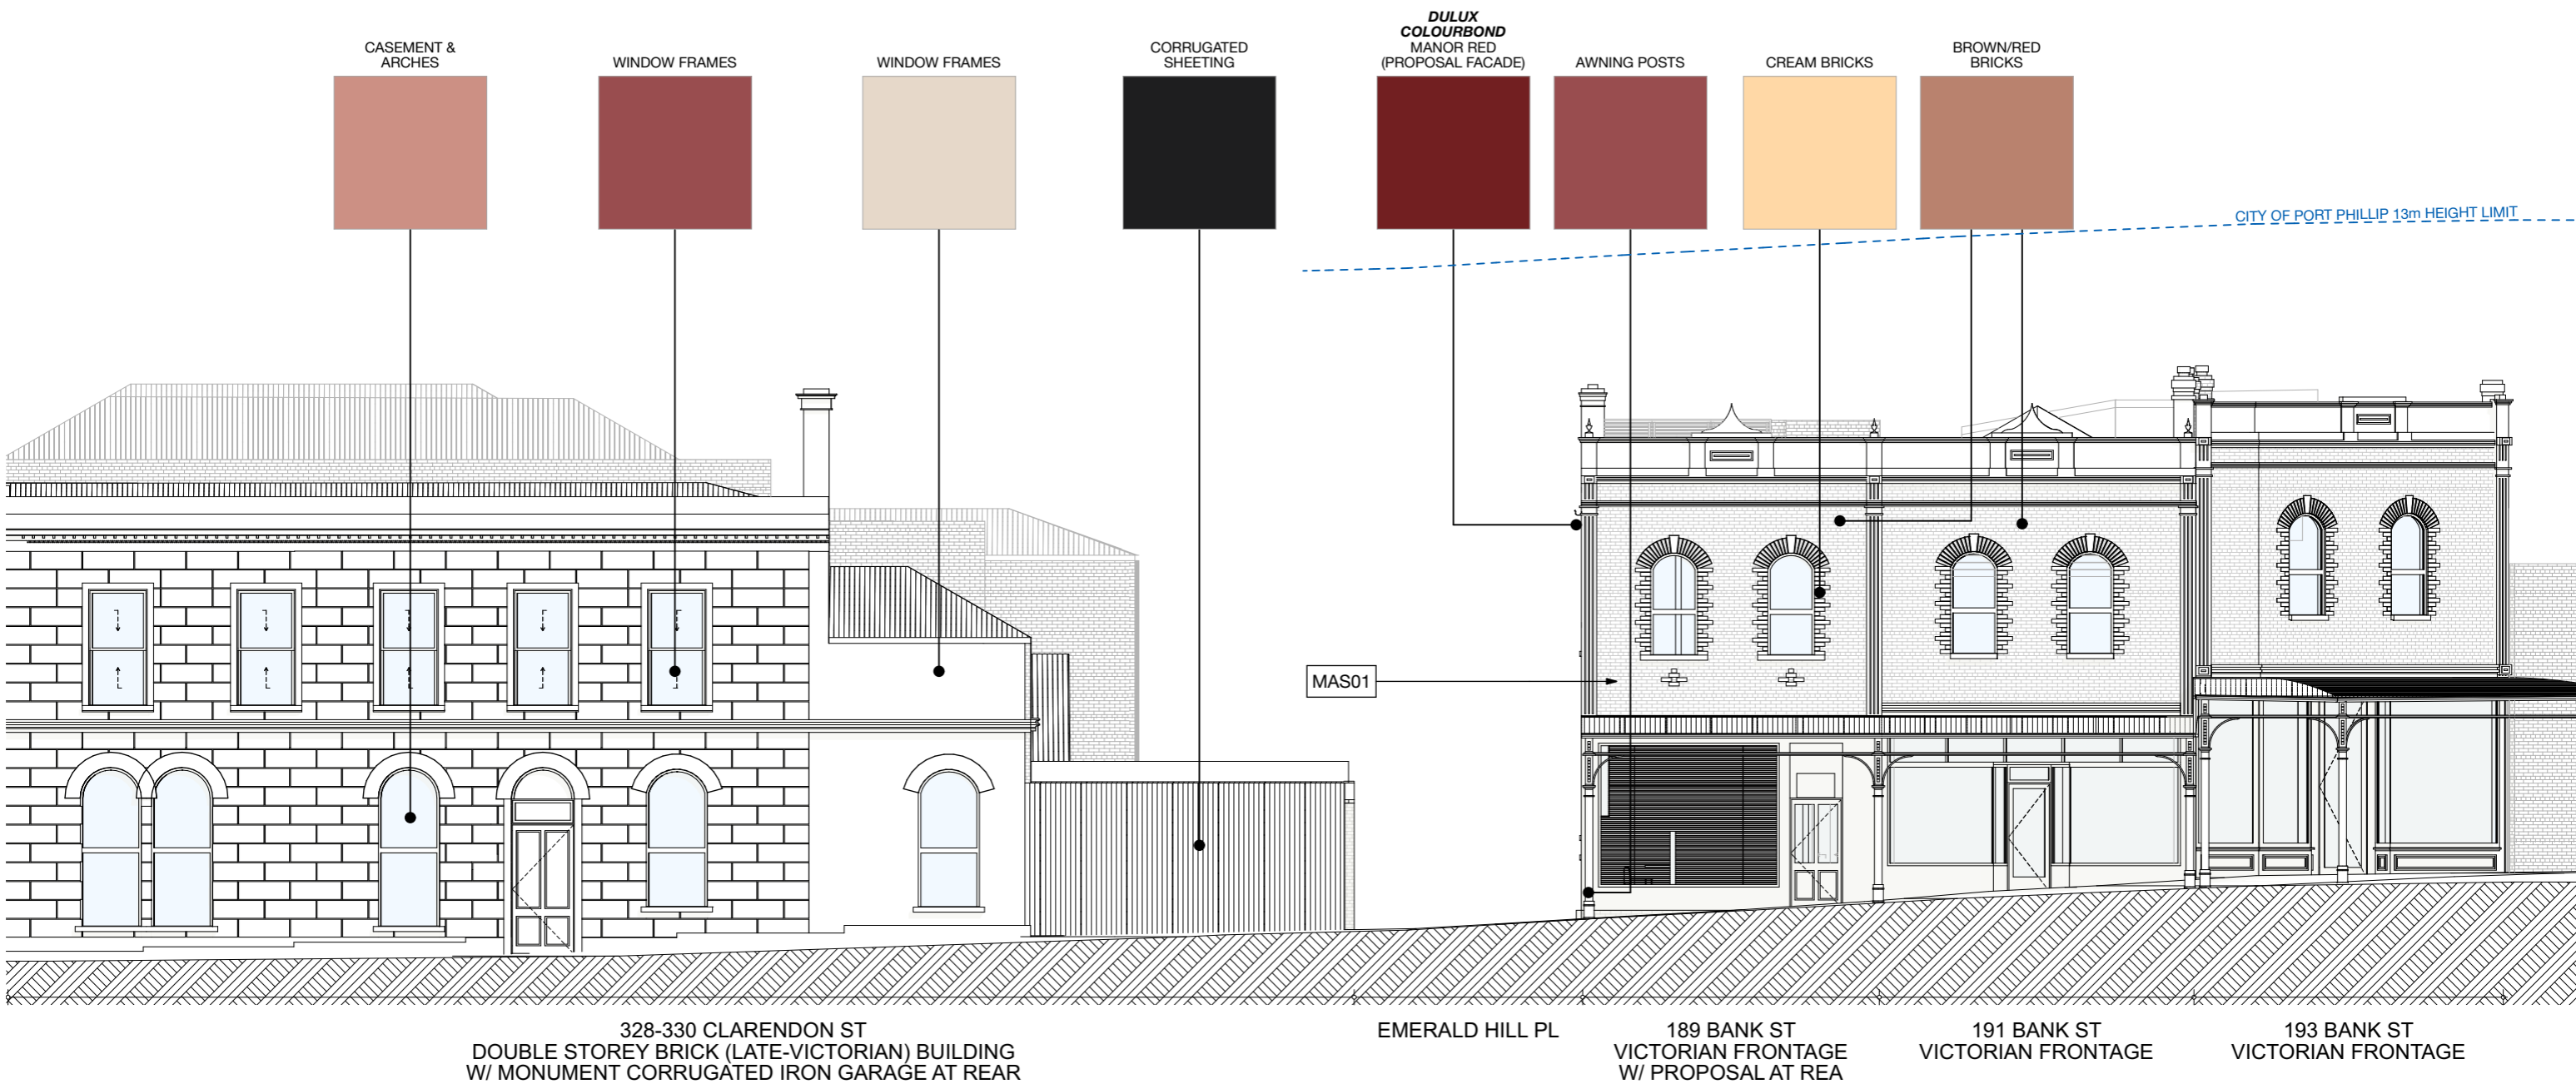 CASEMENT &
ARCHES
WINDOW FRAMES
WINDOW FRAMES
CORRUGATED
SHEETING
DULUX
COLOURBOND
MANOR RED
(PROPOSAL FACADE)
AWNING POSTS
CREAM BRICKS
BROWN/RED
BRICKS
CITY OF PORT PHILLIP 13m HEIGHT LIMIT
MAS01
328-330 CLARENDON ST
DOUBLE STOREY BRICK (LATE-VICTORIAN) BUILDING
W/ MONUMENT CORRUGATED IRON GARAGE AT REAR
EMERALD HILL PL
189 BANK ST
VICTORIAN FRONTAGE
W/ PROPOSAL AT REA
191 BANK ST
VICTORIAN FRONTAGE
193 BANK ST
VICTORIAN FRONTAGE